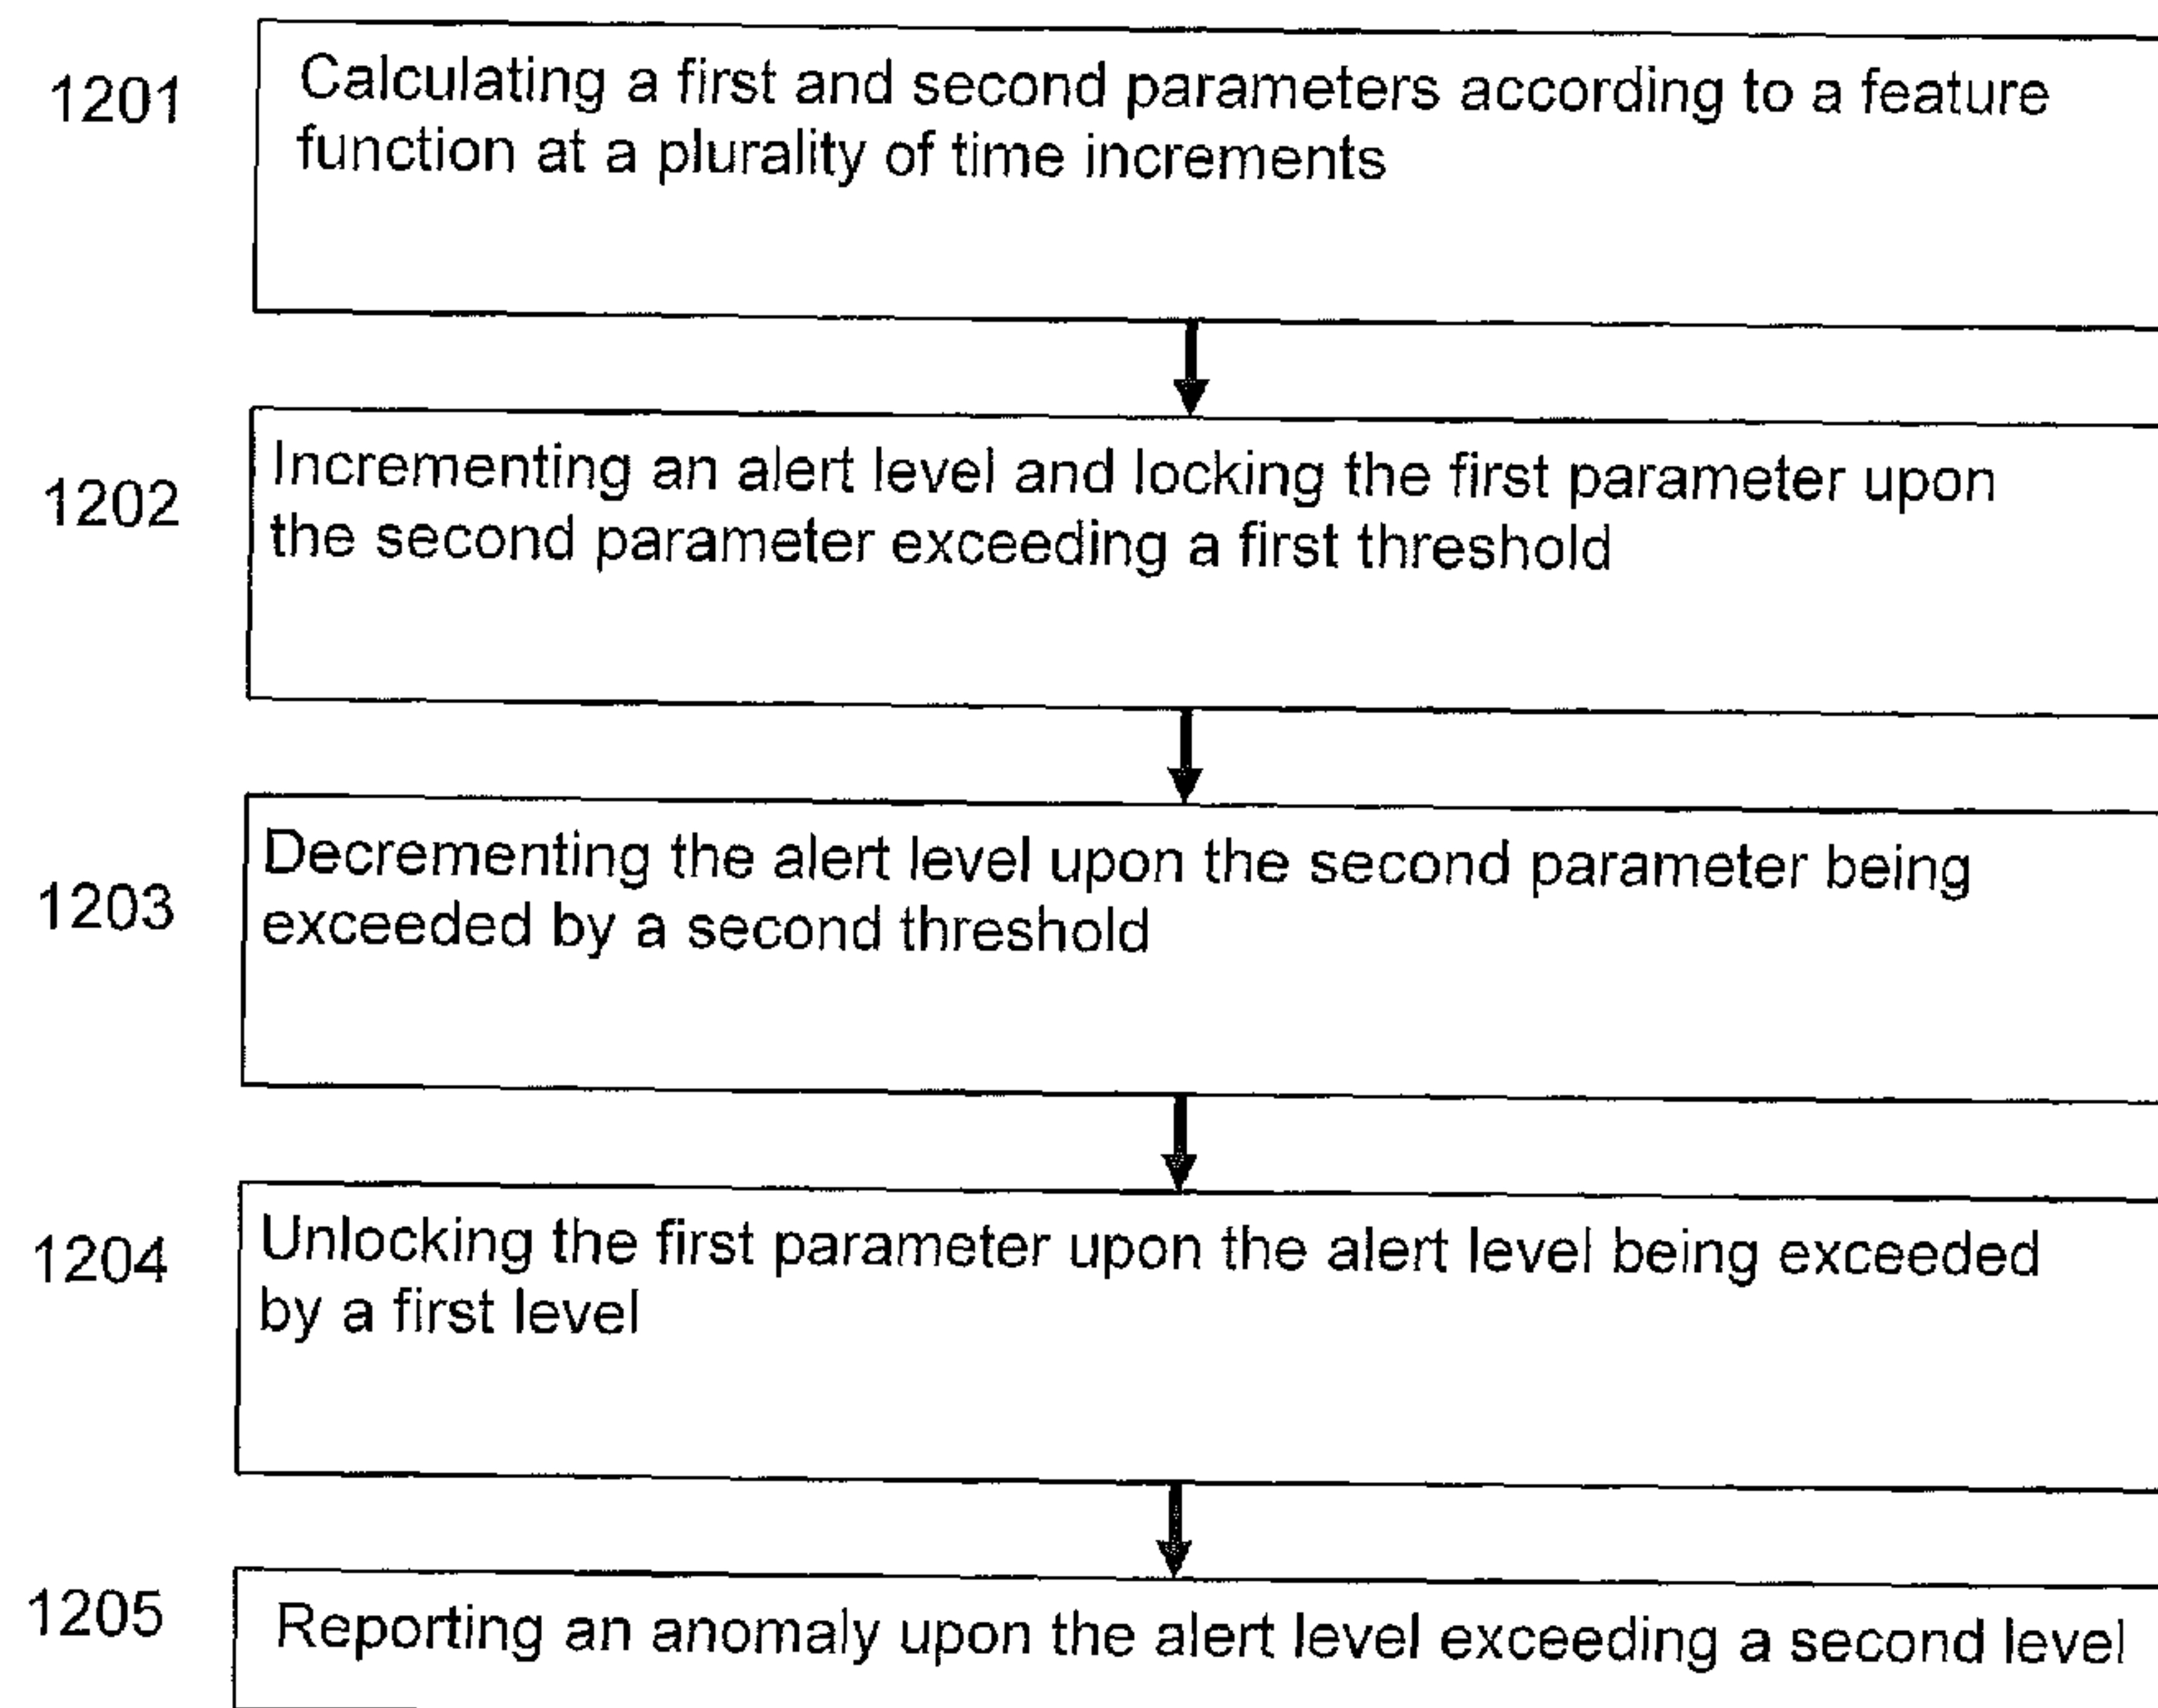 1201
Calculating a first and second parameters according to a feature
function at a plurality of time increments
1202
Incrementing an alert level and locking the first parameter upon
the second parameter exceeding a first threshold
1203
Decrementing the alert level upon the second parameter being
exceeded by a second threshold
1204
Unlocking the first parameter upon the alert level being exceeded
by a first level
1205
Reporting an anomaly upon the alert level exceeding a second level